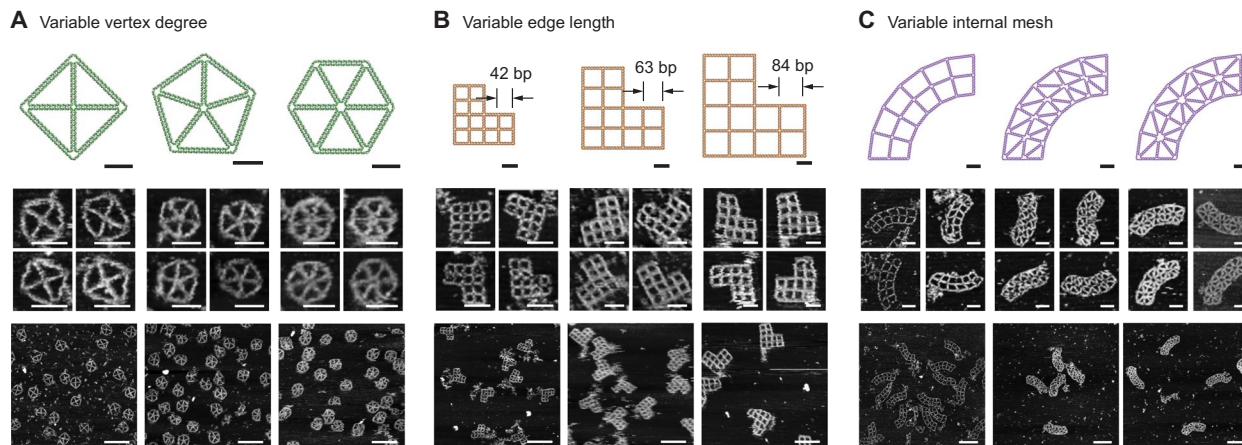 A Variable vertex degree
B Variable edge length
C Variable internal mesh
42 bp
63 bp
84 bp